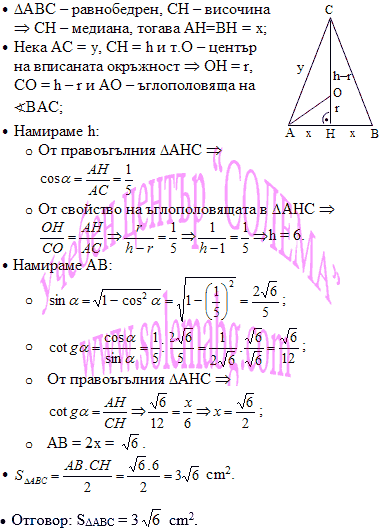 • ΔABC – равнобедрен, CH – височина
⇒ CH – медиана, тогава AH=BH = x;
• Нека AC = y, CH = h и т.O – център
на вписаната окръжност ⇒ OH = r,
CO = h – r и AO – ъглополовяща на
∢BAC;
C
y
h–r
O
r
A x H x B
• Намираме h:
o От правоъгълния ΔAHC ⇒
cosα = AH/AC = 1/5
o От свойство на ъглополовящата в ΔAHC ⇒
OH/CO = AH/AC ⇒ r/(h−r) = 1/5 ⇒ 1/(h−1) = 1/5 ⇒ h = 6.
• Намираме AB:
o sin α = √(1 − cos² α) = √(1 − (1/5)²) = 2√6/5 ;
o cotgα = cosα/sinα = 1/5 : 2√6/5 = 1/(2√6) · √6/√6 = √6/12 ;
o От правоъгълния ΔAHC ⇒
cotgα = AH/CH ⇒ √6/12 = x/6 ⇒ x = √6/2 ;
o AB = 2x = √6 .
• S_ΔABC = AB.CH/2 = √6.6/2 = 3√6 cm².
• Отговор: SΔABC = 3√6 cm².
Учебен център "СОЛЕМА"
www.solemabg.com